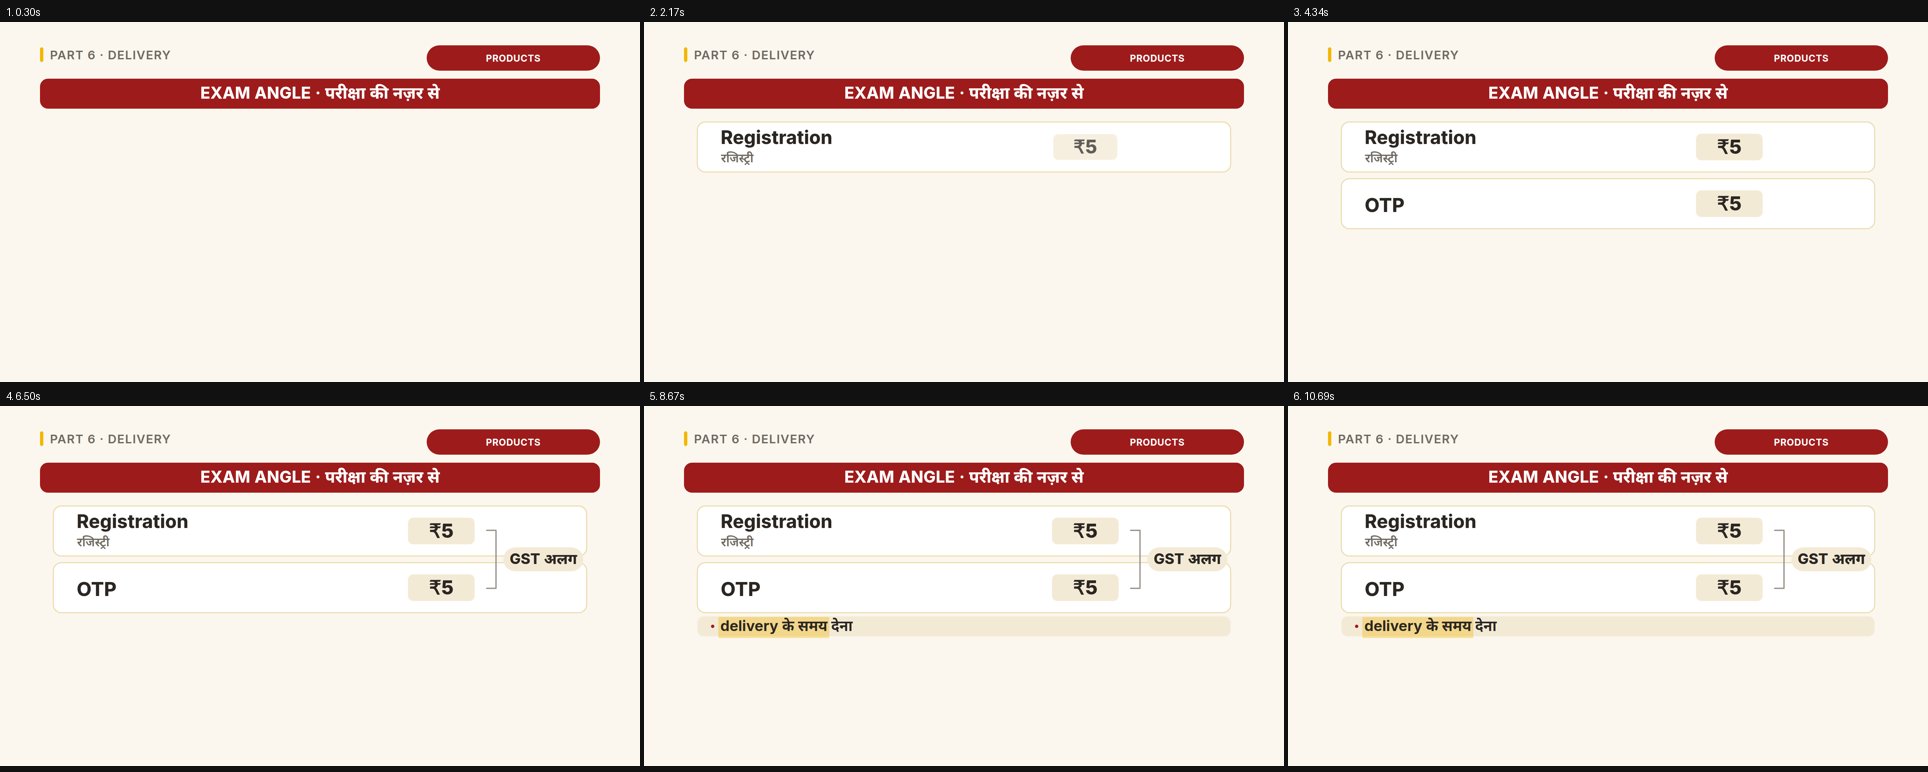 1. 0.30s
PART 6 · DELIVERY
PRODUCTS
EXAM ANGLE · परीक्षा की नज़र से
2. 2.17s
PART 6 · DELIVERY
PRODUCTS
EXAM ANGLE · परीक्षा की नज़र से
Registration
रजिस्ट्री
₹5
3. 4.34s
PART 6 · DELIVERY
PRODUCTS
EXAM ANGLE · परीक्षा की नज़र से
Registration
रजिस्ट्री
₹5
OTP
₹5
4. 6.50s
PART 6 · DELIVERY
PRODUCTS
EXAM ANGLE · परीक्षा की नज़र से
Registration
रजिस्ट्री
₹5
GST अलग
OTP
₹5
5. 8.67s
PART 6 · DELIVERY
PRODUCTS
EXAM ANGLE · परीक्षा की नज़र से
Registration
रजिस्ट्री
₹5
GST अलग
OTP
₹5
• delivery के समय देना
6. 10.69s
PART 6 · DELIVERY
PRODUCTS
EXAM ANGLE · परीक्षा की नज़र से
Registration
रजिस्ट्री
₹5
GST अलग
OTP
₹5
• delivery के समय देना